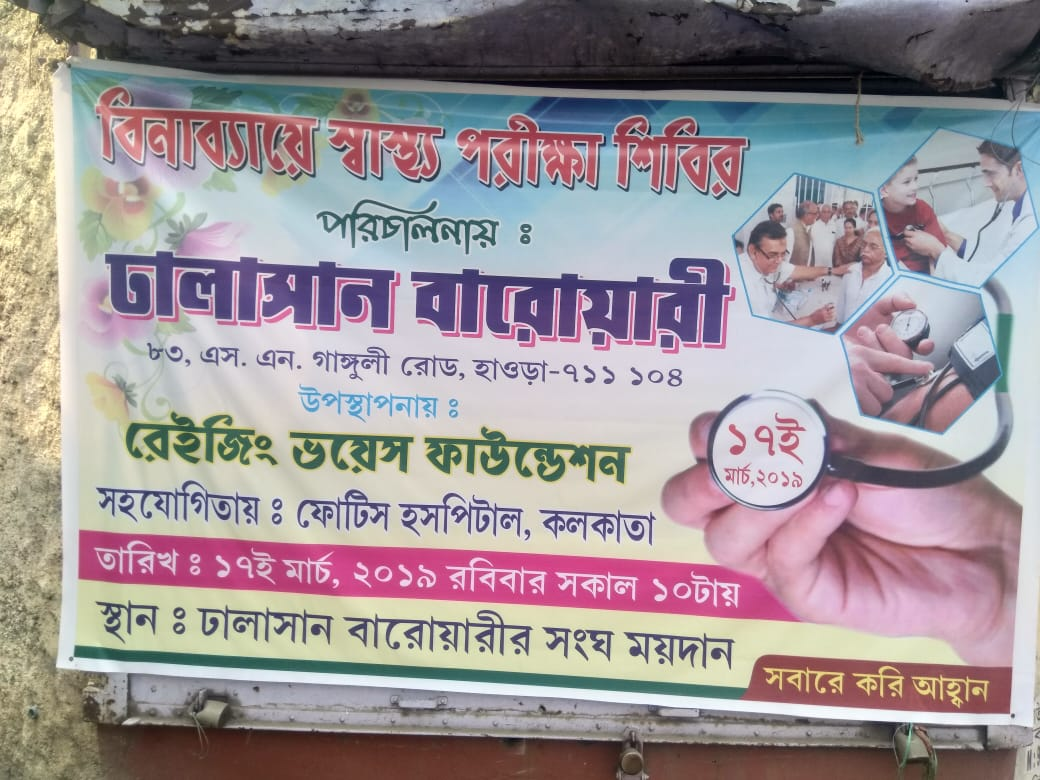 বিনাব্যায়ে স্বাস্থ্য পরীক্ষা শিবির
পরিচালনায় ঃ
ঢালাসান বারোয়ারী
৮৩, এস. এন. গাঙ্গুলী রোড, হাওড়া-৭১১ ১০৪
উপস্থাপনায় ঃ
রেইজিং ভয়েস ফাউন্ডেশন
সহযোগিতায় ঃ ফোটিস হসপিটাল, কলকাতা
তারিখ ঃ ১৭ই মার্চ, ২০১৯ রবিবার সকাল ১০টায়
স্থান ঃ ঢালাসান বারোয়ারীর সংঘ ময়দান
১৭ই
মার্চ,২০১৯
সবারে করি আহ্বান